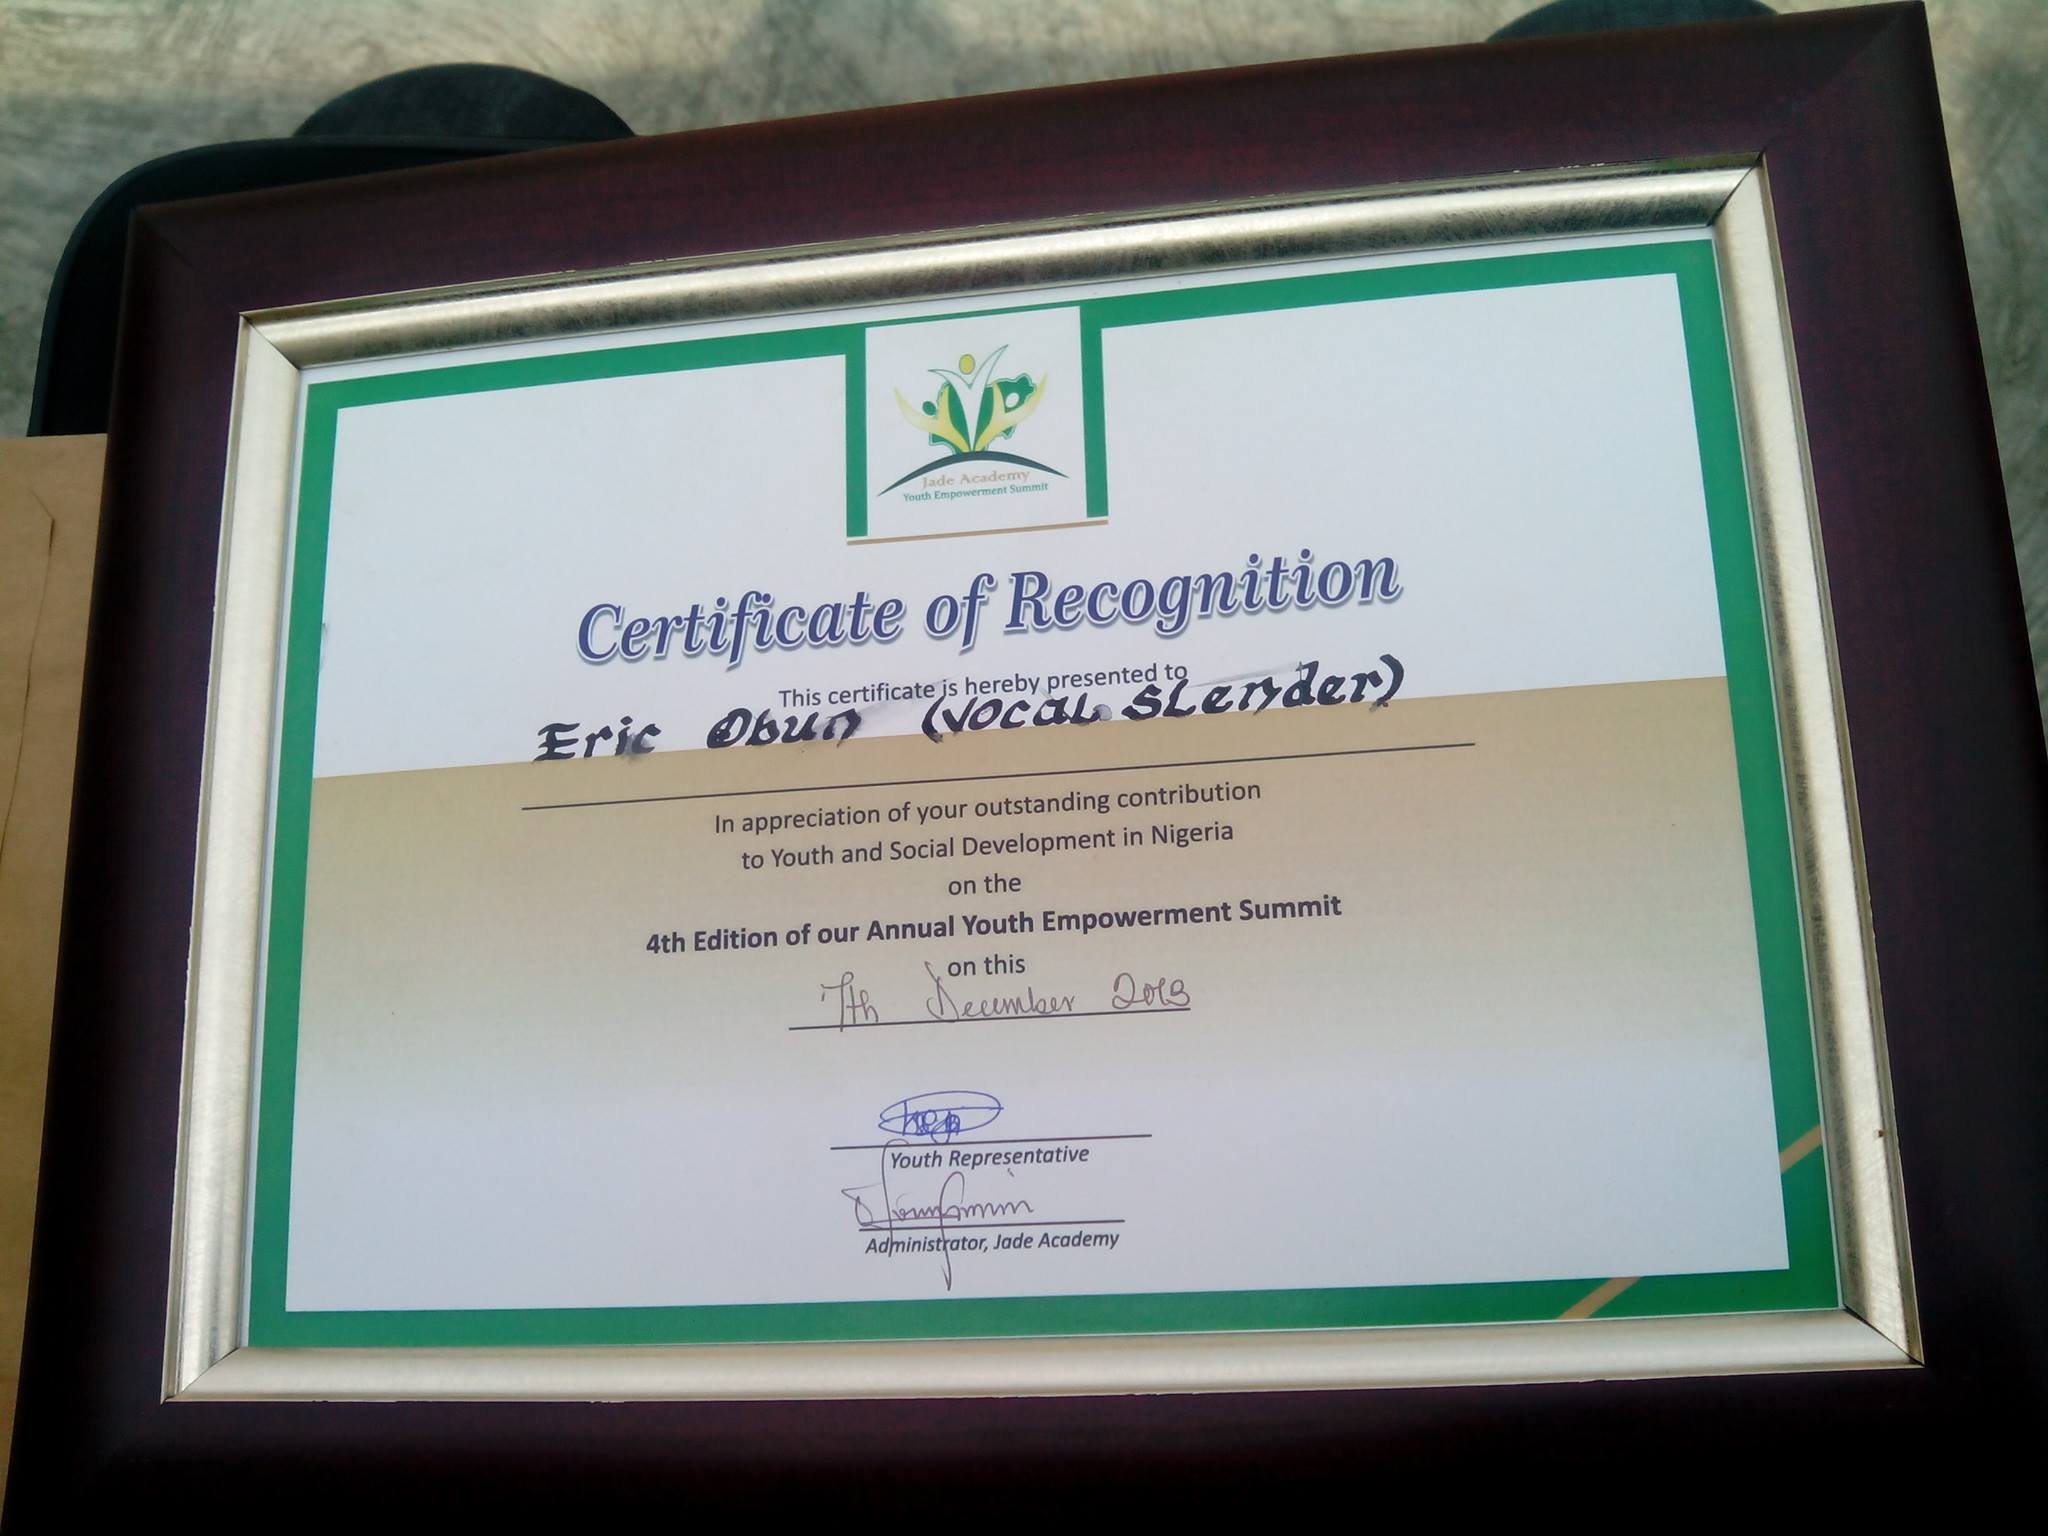 Jade Academy
Youth Empowerment Summit
Certificate of Recognition
This certificate is hereby presented to
Eric Obun (Vocal Slender)
In appreciation of your outstanding contribution
to Youth and Social Development in Nigeria
on the
4th Edition of our Annual Youth Empowerment Summit
on this
7th December 2013
Youth Representative
Administrator, Jade Academy